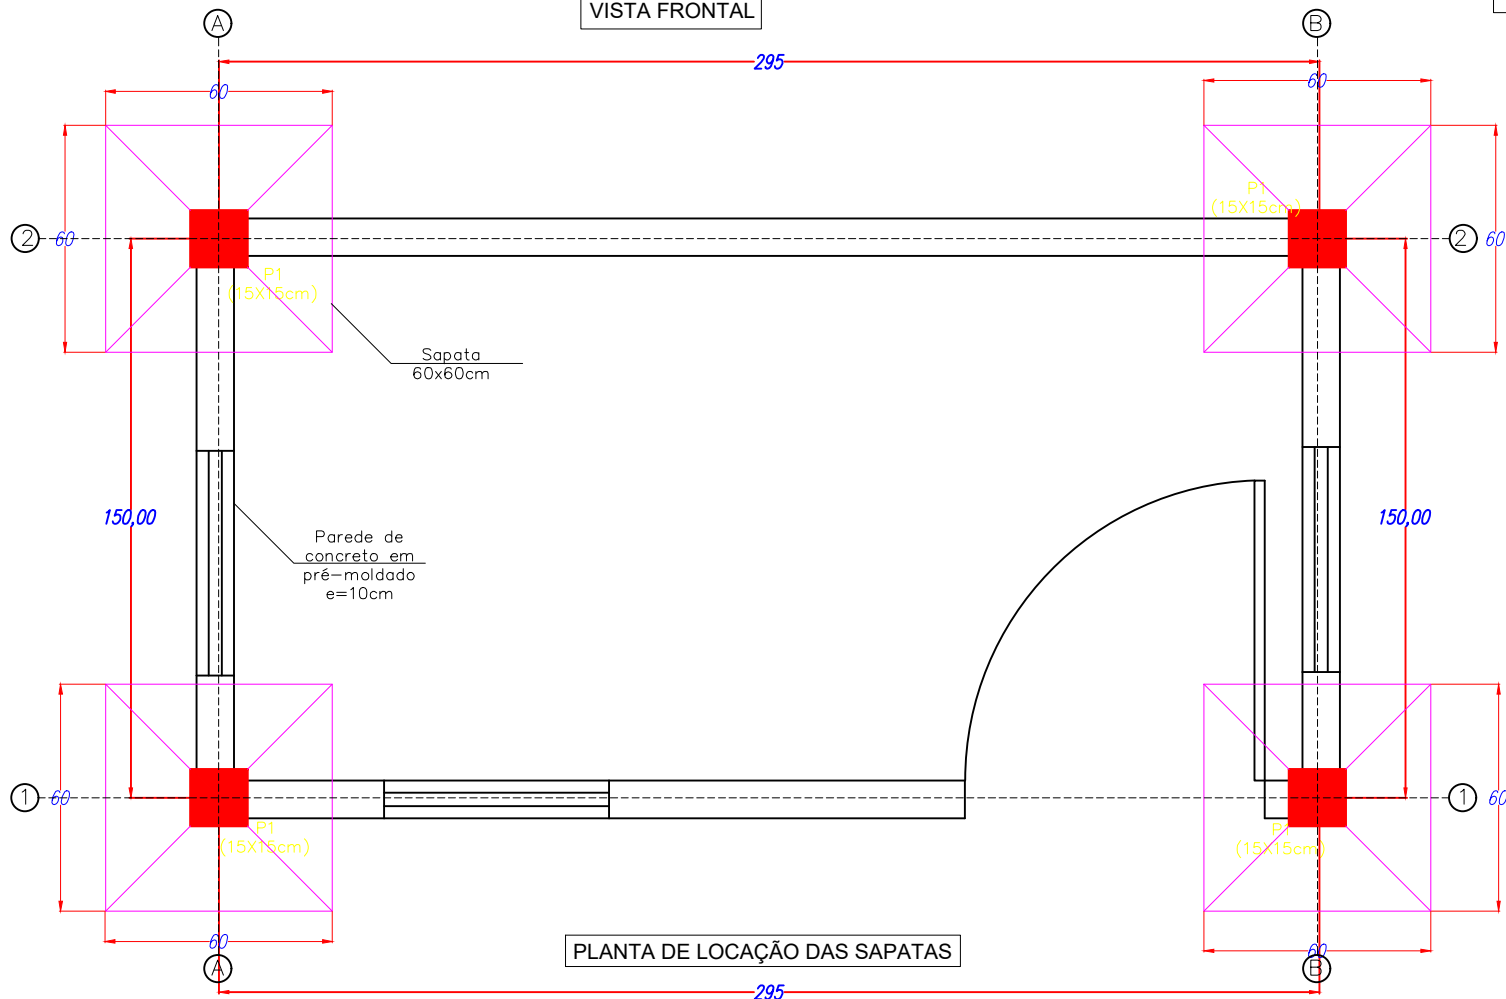 VISTA FRONTAL
A
B
295
60
60
P1
(15X15cm)
2
60
2
60
P1
(15X15cm)
Sapata
60x60cm
150,00
150,00
Parede de
concreto em
pré-moldado
e=10cm
1
60
1
60
P1
(15X15cm)
P1
(15X15cm)
60
PLANTA DE LOCAÇÃO DAS SAPATAS
60
A
B
295